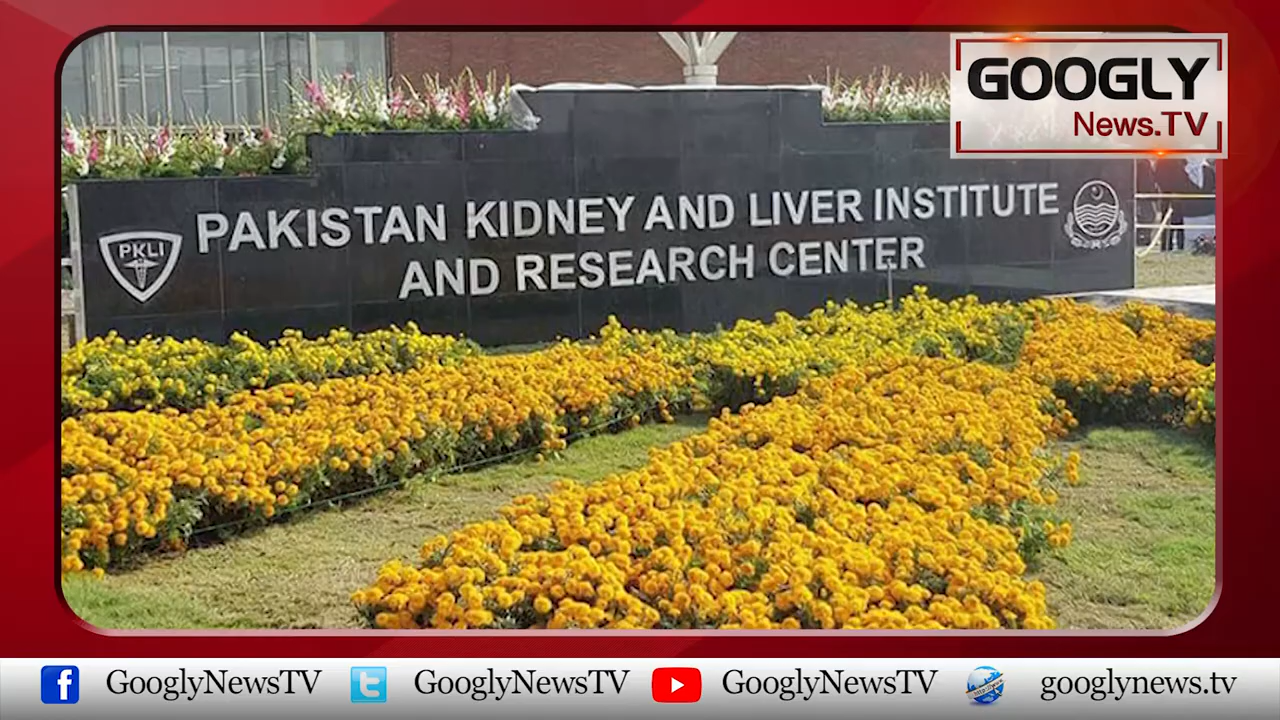 GOOGLY
News.TV
PKLI
PAKISTAN KIDNEY AND LIVER INSTITUTE
AND RESEARCH CENTER
GooglyNewsTV
GooglyNewsTV
GooglyNewsTV
googlynews.tv